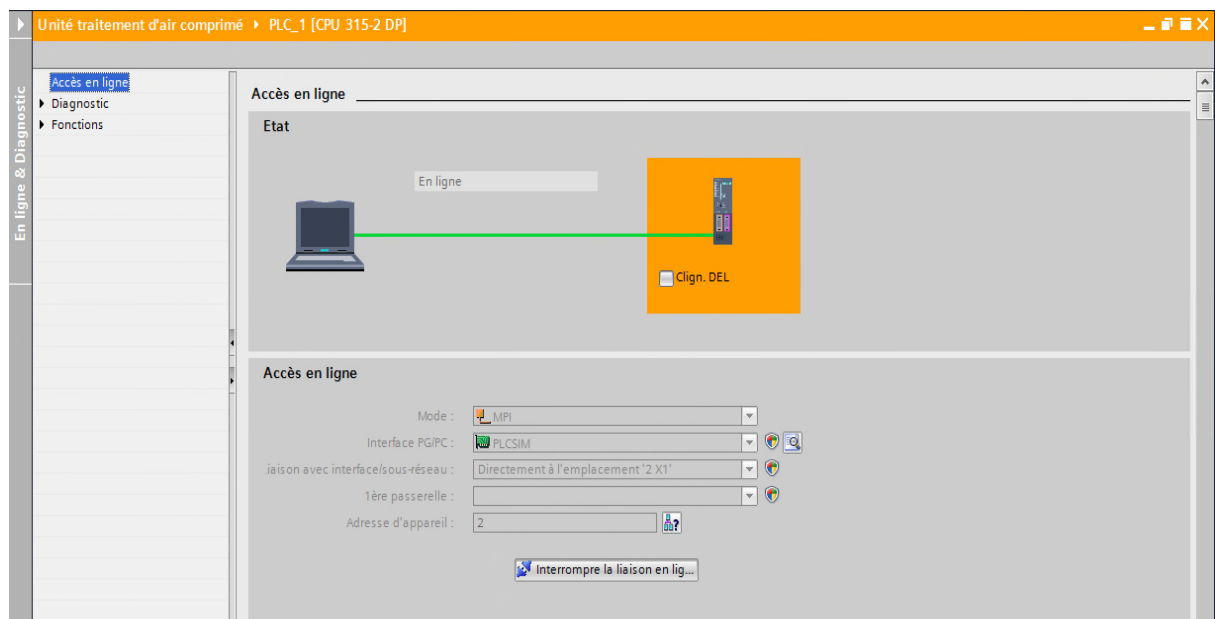 Unité traitement d'air comprimé ▸ PLC_1 [CPU 315-2 DP]
En ligne & Diagnostic
Accès en ligne
Diagnostic
Fonctions
Accès en ligne
Etat
En ligne
Clign. DEL
Accès en ligne
Mode : MPI
Interface PG/PC : PLCSIM
.iaison avec interface/sous-réseau : Directement à l'emplacement '2 X1'
1ère passerelle :
Adresse d'appareil : 2
Interrompre la liaison en lig...